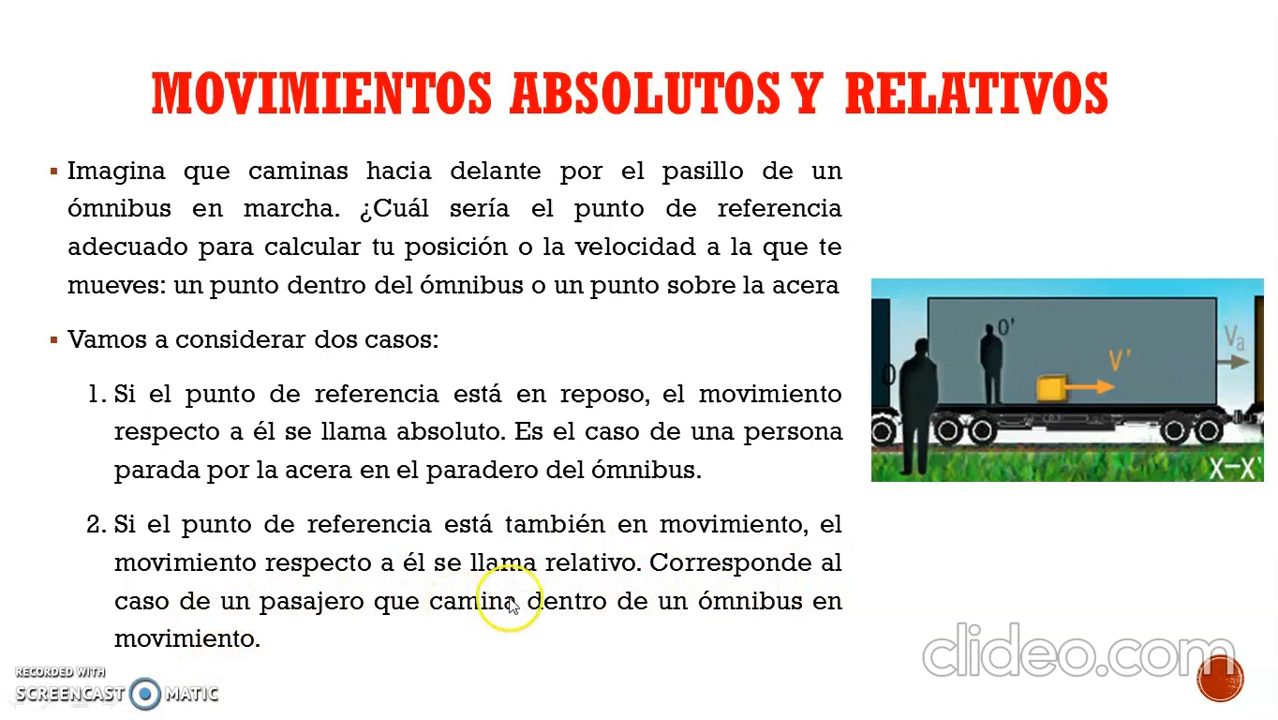 MOVIMIENTOS ABSOLUTOS Y RELATIVOS
Imagina que caminas hacia delante por el pasillo de un
ómnibus en marcha. ¿Cuál sería el punto de referencia
adecuado para calcular tu posición o la velocidad a la que te
mueves: un punto dentro del ómnibus o un punto sobre la acera
Vamos a considerar dos casos:
1. Si el punto de referencia está en reposo, el movimiento
respecto a él se llama absoluto. Es el caso de una persona
parada por la acera en el paradero del ómnibus.
2. Si el punto de referencia está también en movimiento, el
movimiento respecto a él se llama relativo. Corresponde al
caso de un pasajero que camina dentro de un ómnibus en
movimiento.
O
O'
V'
Va
X-X'
clideo.com
RECORDED WITH
SCREENCAST MATIC